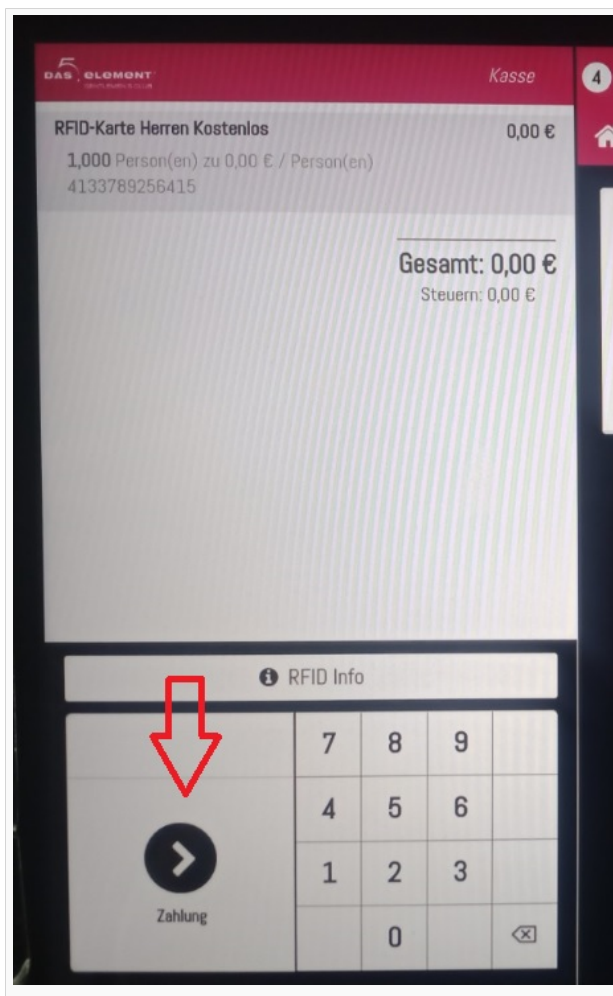 DAS 5 ELEMENT
Kasse
4
RFID-Karte Herren Kostenlos 0,00 €
1,000 Person(en) zu 0,00 € / Person(en)
4133789256415
Gesamt: 0,00 €
Steuern: 0,00 €
RFID Info
7 8 9
4 5 6
1 2 3
0
Zahlung